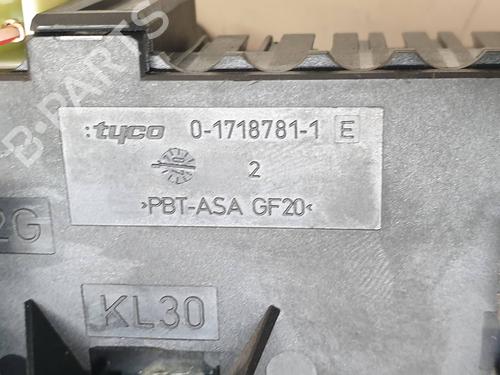 B-PARTS
:tyco 0-1718781-1 E
2
>PBT-ASA GF20<
2G
KL30